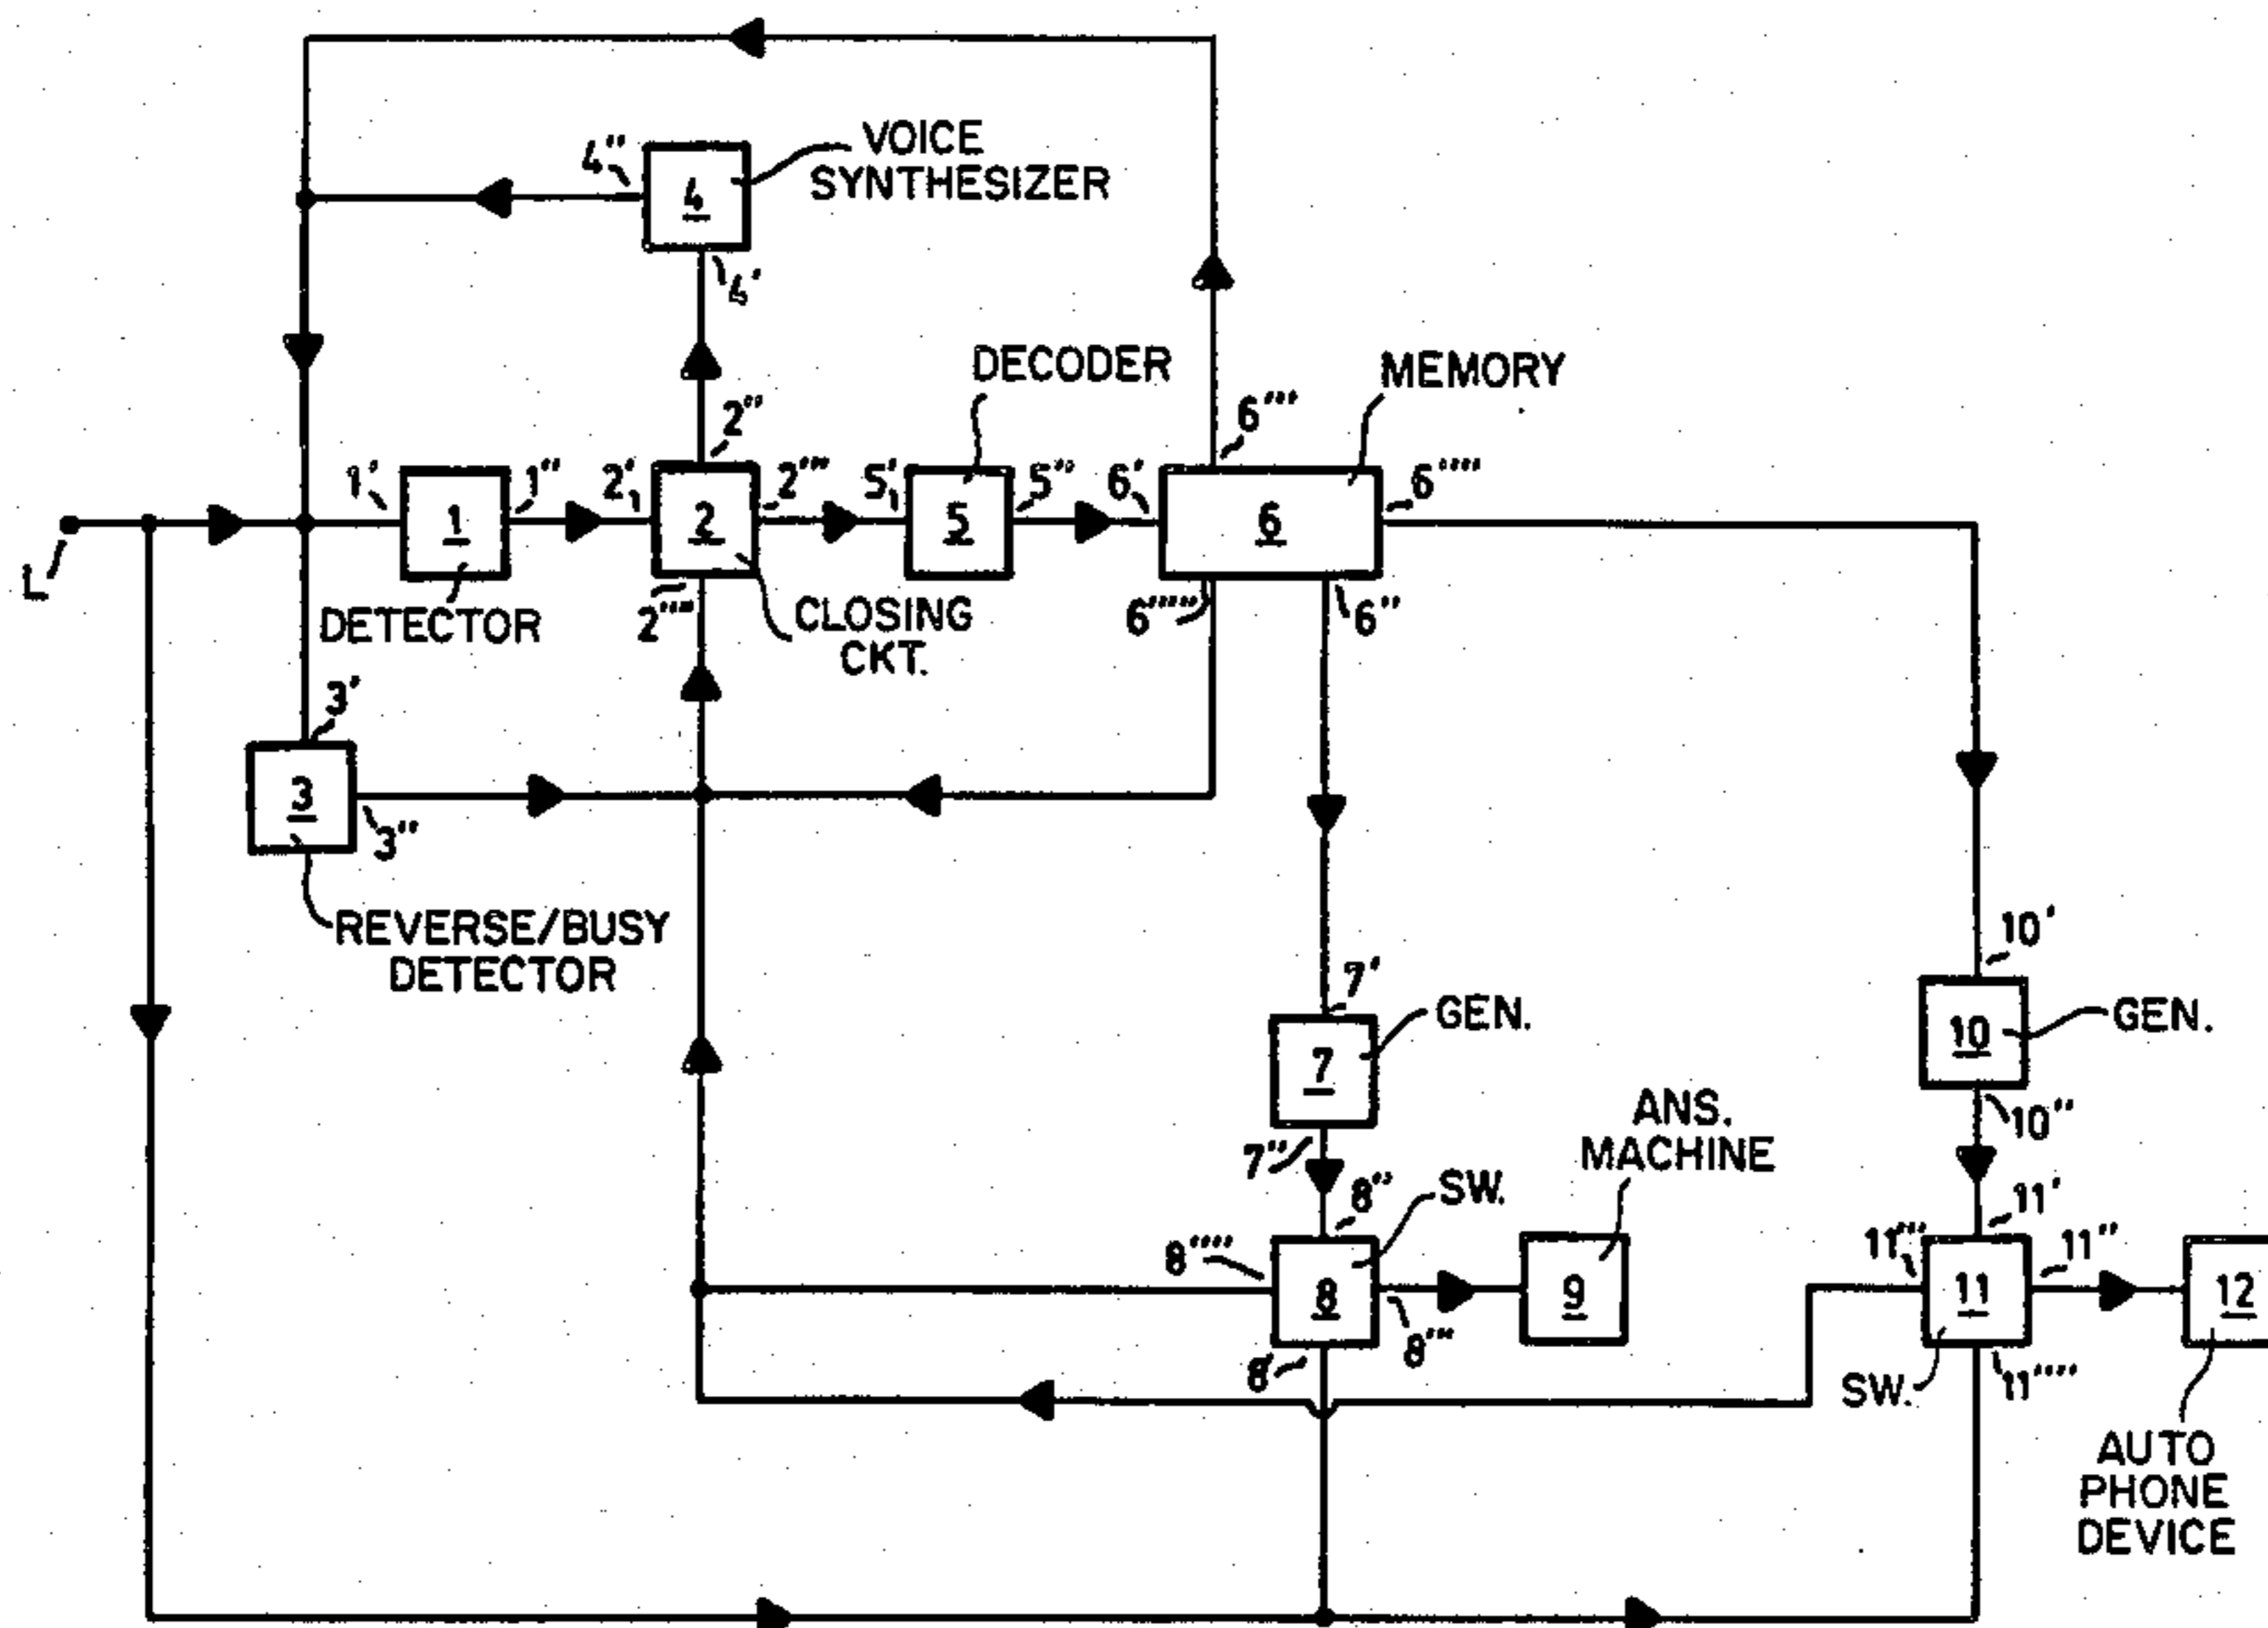 4"
VOICE
SYNTHESIZER
4
4'
DECODER
MEMORY
2"
6'''
1'
1"
2'
2'''
5'
5"
6'
6''''
1
2
5
6
L
DETECTOR
2''''
CLOSING
CKT.
6'''''
6"
3'
3
3"
REVERSE/BUSY
DETECTOR
7'
GEN.
7
10'
10
GEN.
10"
7"
ANS.
MACHINE
8"
SW.
11'
8''''
8
9
11'''
11
11"
12
8'
8'''
SW.
11''''
AUTO
PHONE
DEVICE